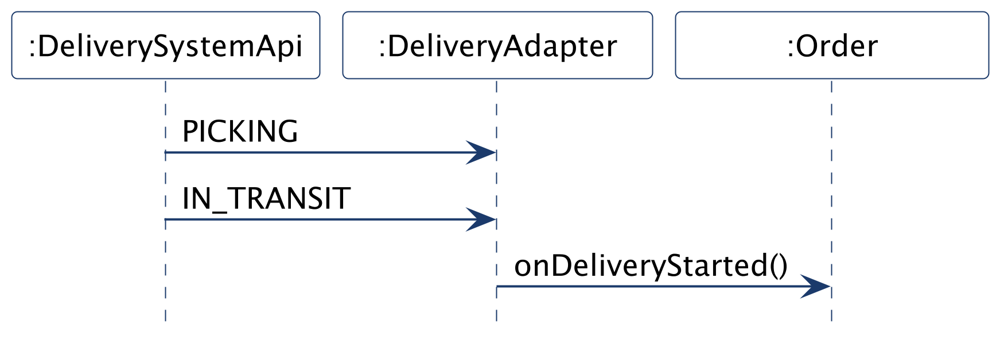 :DeliverySystemApi
:DeliveryAdapter
:Order
PICKING
IN_TRANSIT
onDeliveryStarted()